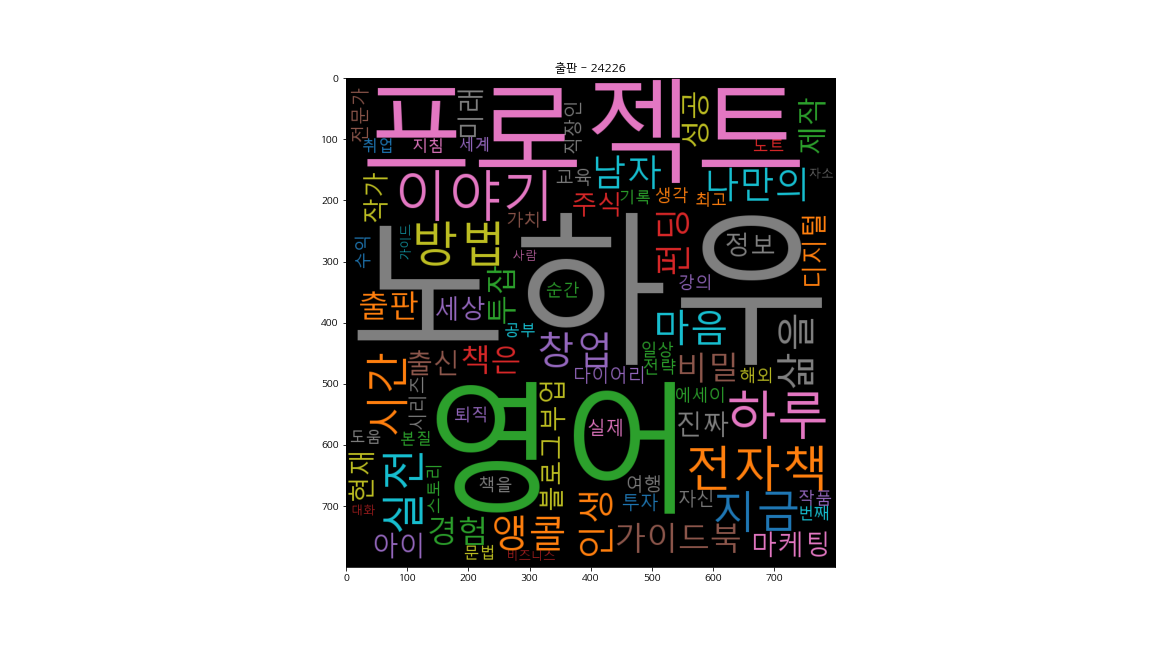 출판 - 24226
0
100
200
300
400
500
600
700
0
100
200
300
400
500
600
700
프로젝트
전문가
미래
직장인
성공
제작
취업
지침
세계
노트
이야기
작가
교육
남자
나만의
자소
주식
기록
생각
최고
가치
방법
수익
가이드
사람
펀딩
정보
디지털
노하우
투잡
순간
강의
출판
세상
공부
마음
삶을
창업
일상
전략
비밀
해외
시간
출신
책은
다이어리
시리즈
영어
퇴직
부업
블로그
실제
에세이
진짜
하루
도움
본질
전자책
현재
실전
스토리
책을
여행
투자
자신
지금
작품
번째
대화
경험
앵콜
인생
가이드북
마케팅
아이
문법
비즈니스